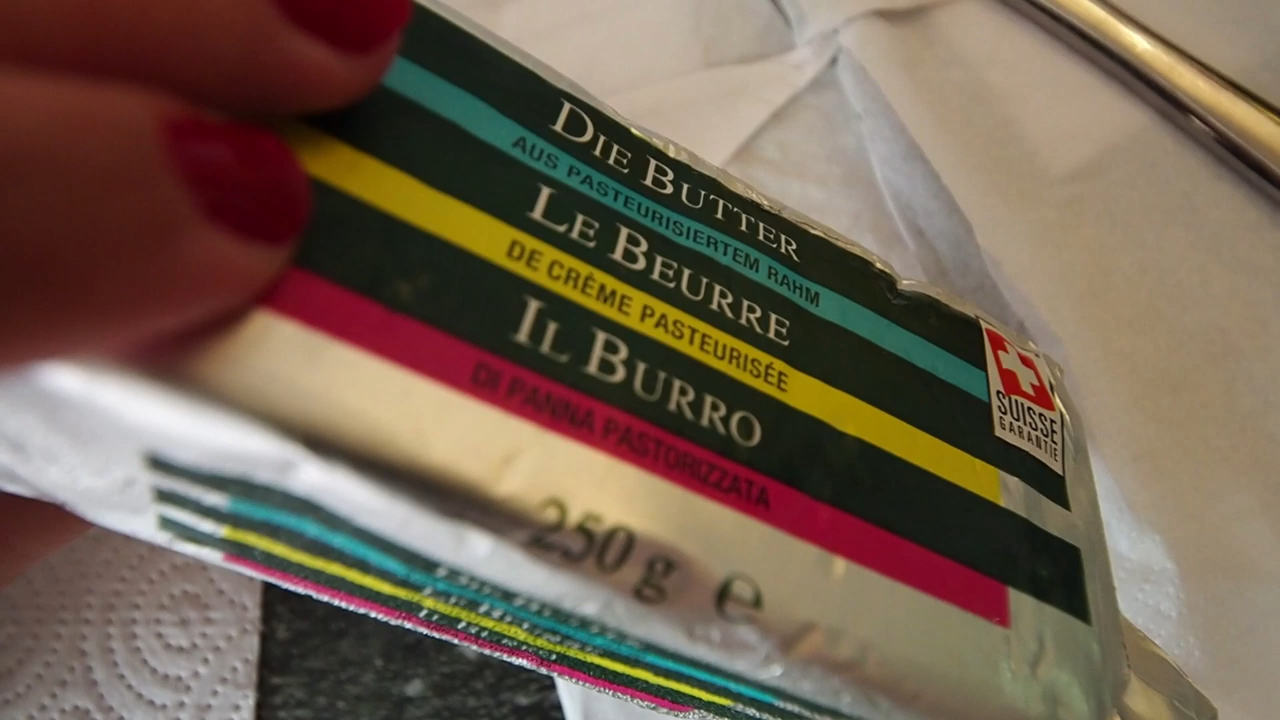 DIE BUTTER
AUS PASTEURISIERTEM RAHM
LE BEURRE
DE CRÈME PASTEURISÉE
IL BURRO
DI PANNA PASTORIZZATA
250 g e
SUISSE
GARANTIE